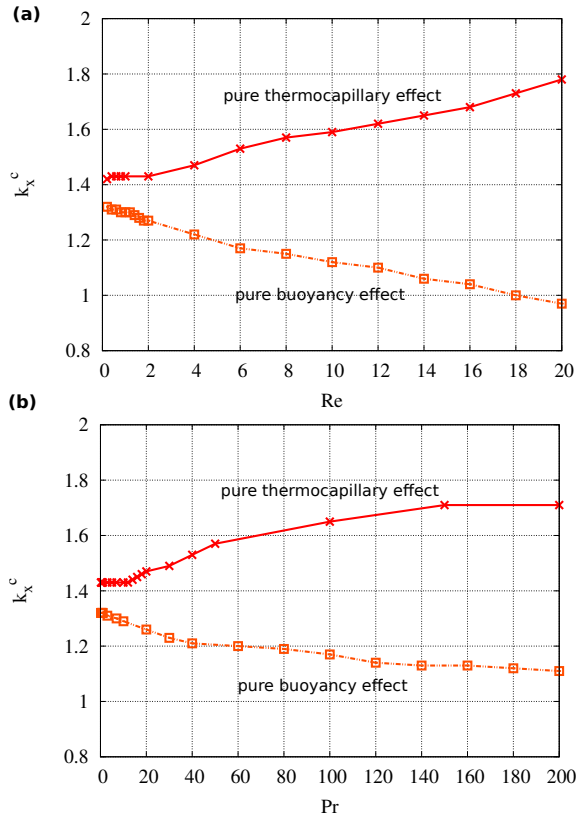 (a)
2
1.8
pure thermocapillary effect
1.6
k_x^c
1.4
1.2
pure buoyancy effect
1
0.8
0 2 4 6 8 10 12 14 16 18 20
Re
(b)
2
1.8
pure thermocapillary effect
1.6
k_x^c
1.4
1.2
pure buoyancy effect
1
0.8
0 20 40 60 80 100 120 140 160 180 200
Pr